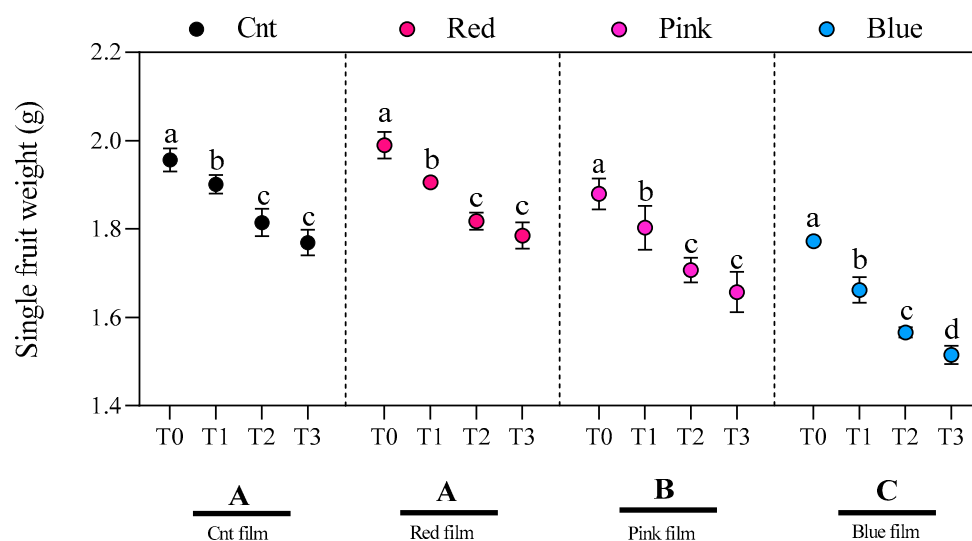 Cnt Red Pink Blue
Single fruit weight (g)
2.2
2.0
1.8
1.6
1.4
a b c c
a b c c
a b c c
a b c d
T0 T1 T2 T3 T0 T1 T2 T3 T0 T1 T2 T3 T0 T1 T2 T3
A A B C
Cnt film Red film Pink film Blue film